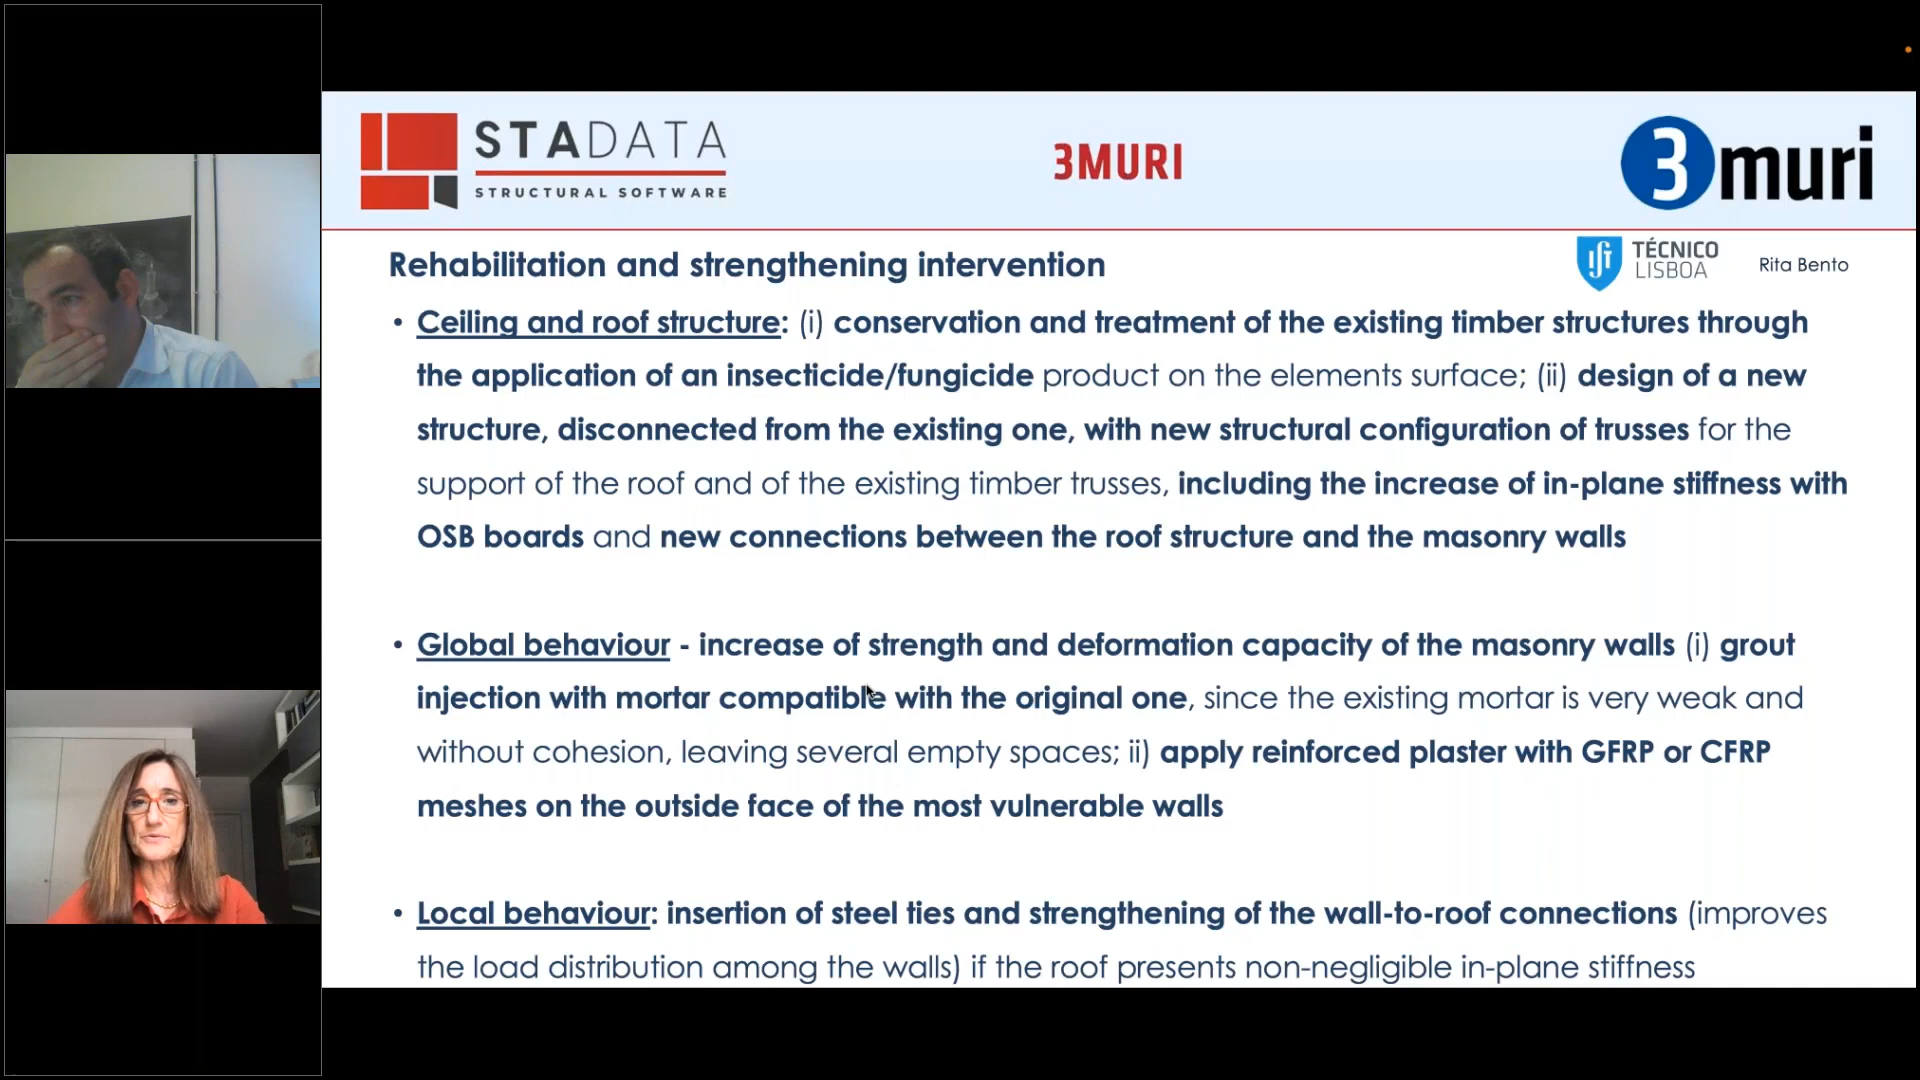 STADATA
STRUCTURAL SOFTWARE
3MURI
3muri
Rehabilitation and strengthening intervention
TÉCNICO
LISBOA
Rita Bento
• Ceiling and roof structure: (i) conservation and treatment of the existing timber structures through
the application of an insecticide/fungicide product on the elements surface; (ii) design of a new
structure, disconnected from the existing one, with new structural configuration of trusses for the
support of the roof and of the existing timber trusses, including the increase of in-plane stiffness with
OSB boards and new connections between the roof structure and the masonry walls
• Global behaviour - increase of strength and deformation capacity of the masonry walls (i) grout
injection with mortar compatible with the original one, since the existing mortar is very weak and
without cohesion, leaving several empty spaces; ii) apply reinforced plaster with GFRP or CFRP
meshes on the outside face of the most vulnerable walls
• Local behaviour: insertion of steel ties and strengthening of the wall-to-roof connections (improves
the load distribution among the walls) if the roof presents non-negligible in-plane stiffness